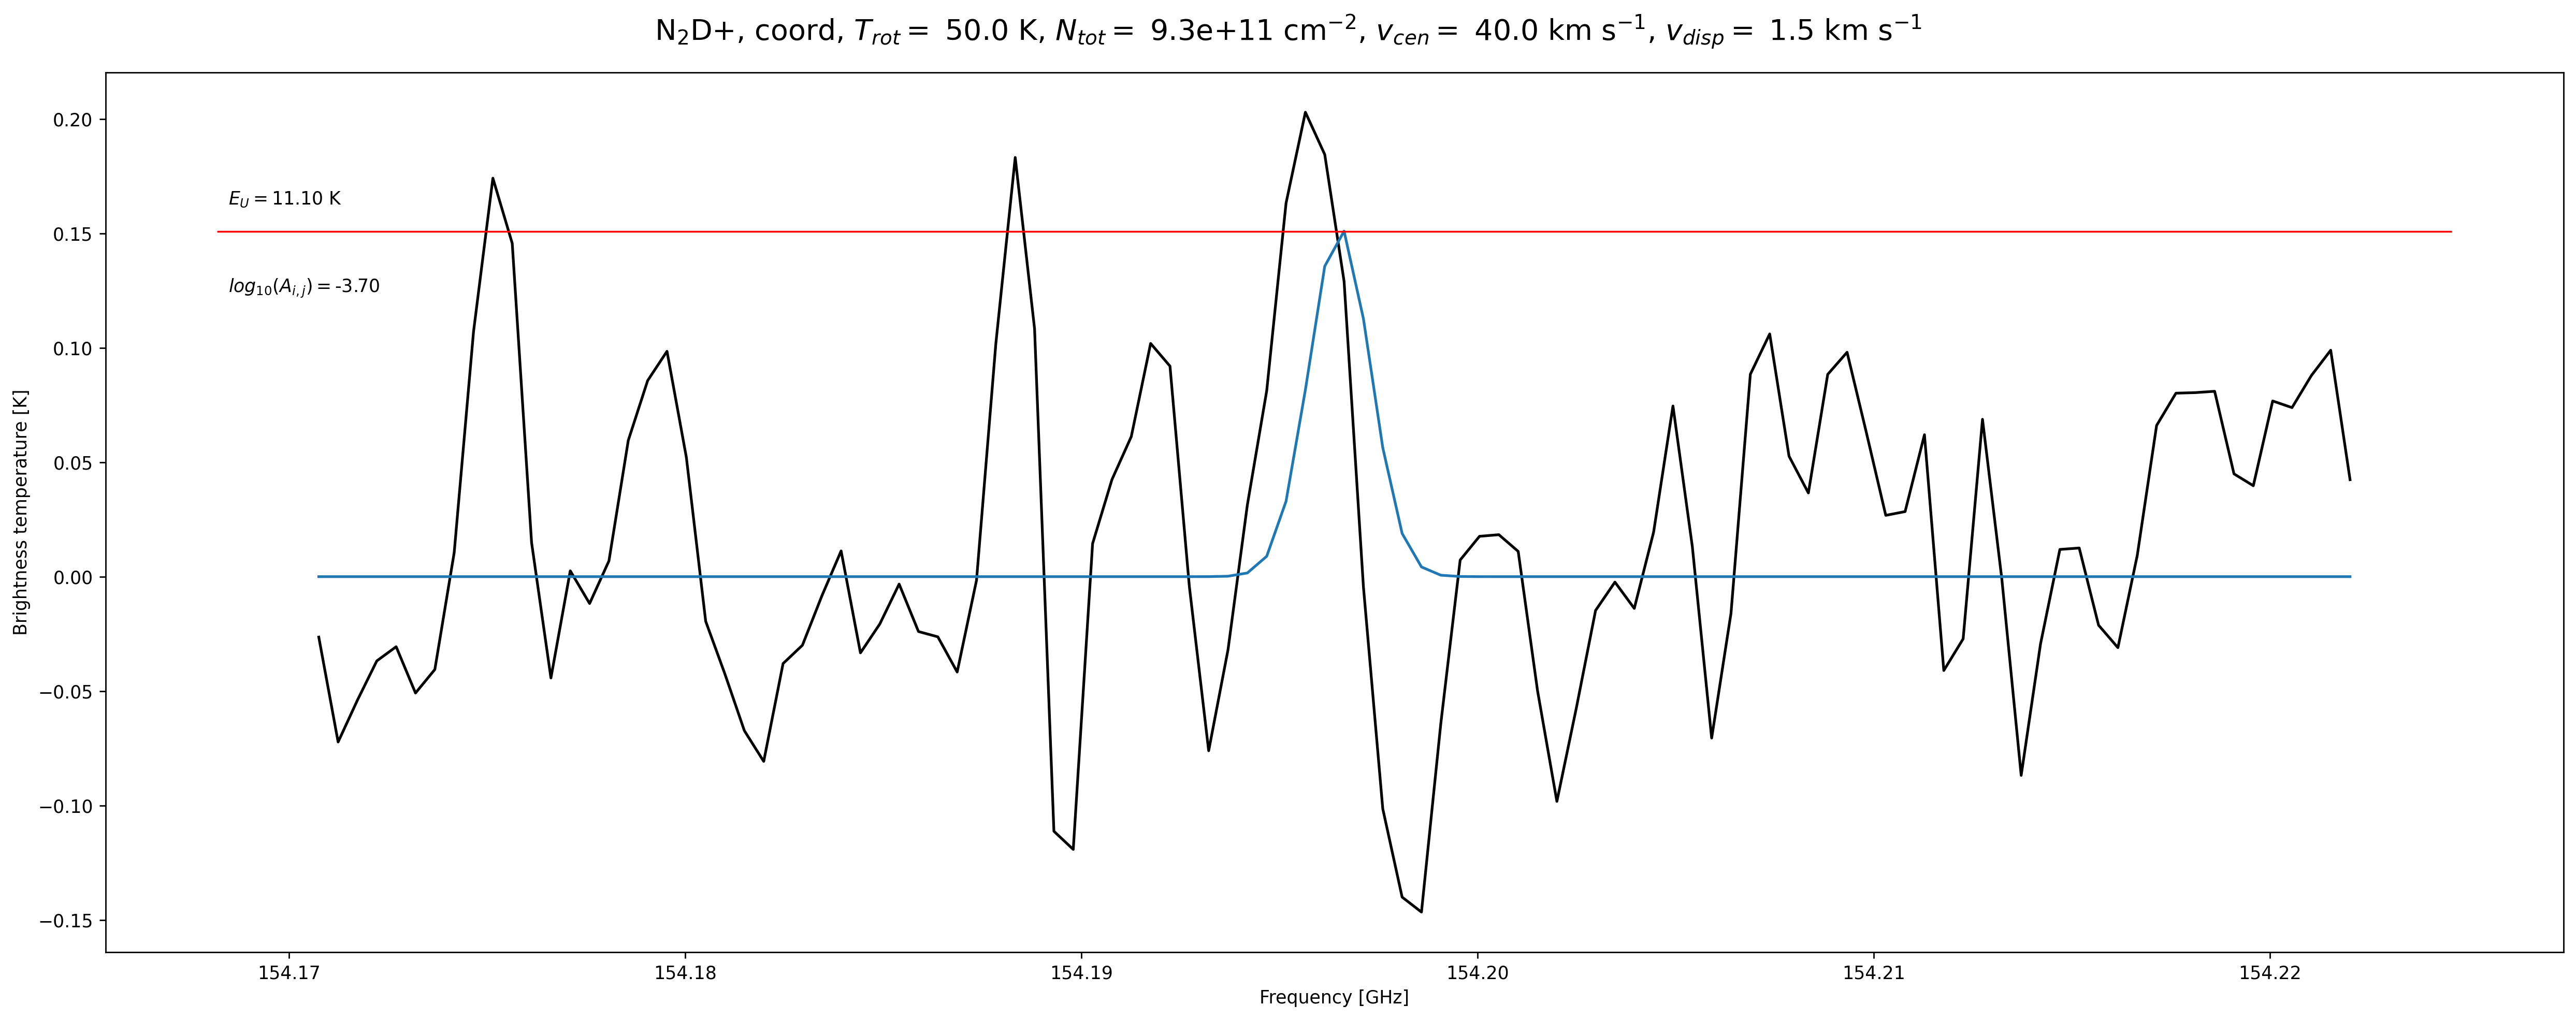 N₂D+, coord, T_rot = 50.0 K, N_tot = 9.3e+11 cm⁻², v_cen = 40.0 km s⁻¹, v_disp = 1.5 km s⁻¹
0.20
0.15
0.10
0.05
0.00
−0.05
−0.10
−0.15
Brightness temperature [K]
E_U = 11.10 K
log₁₀(A_i,j) = -3.70
154.17 154.18 154.19 154.20 154.21 154.22
Frequency [GHz]